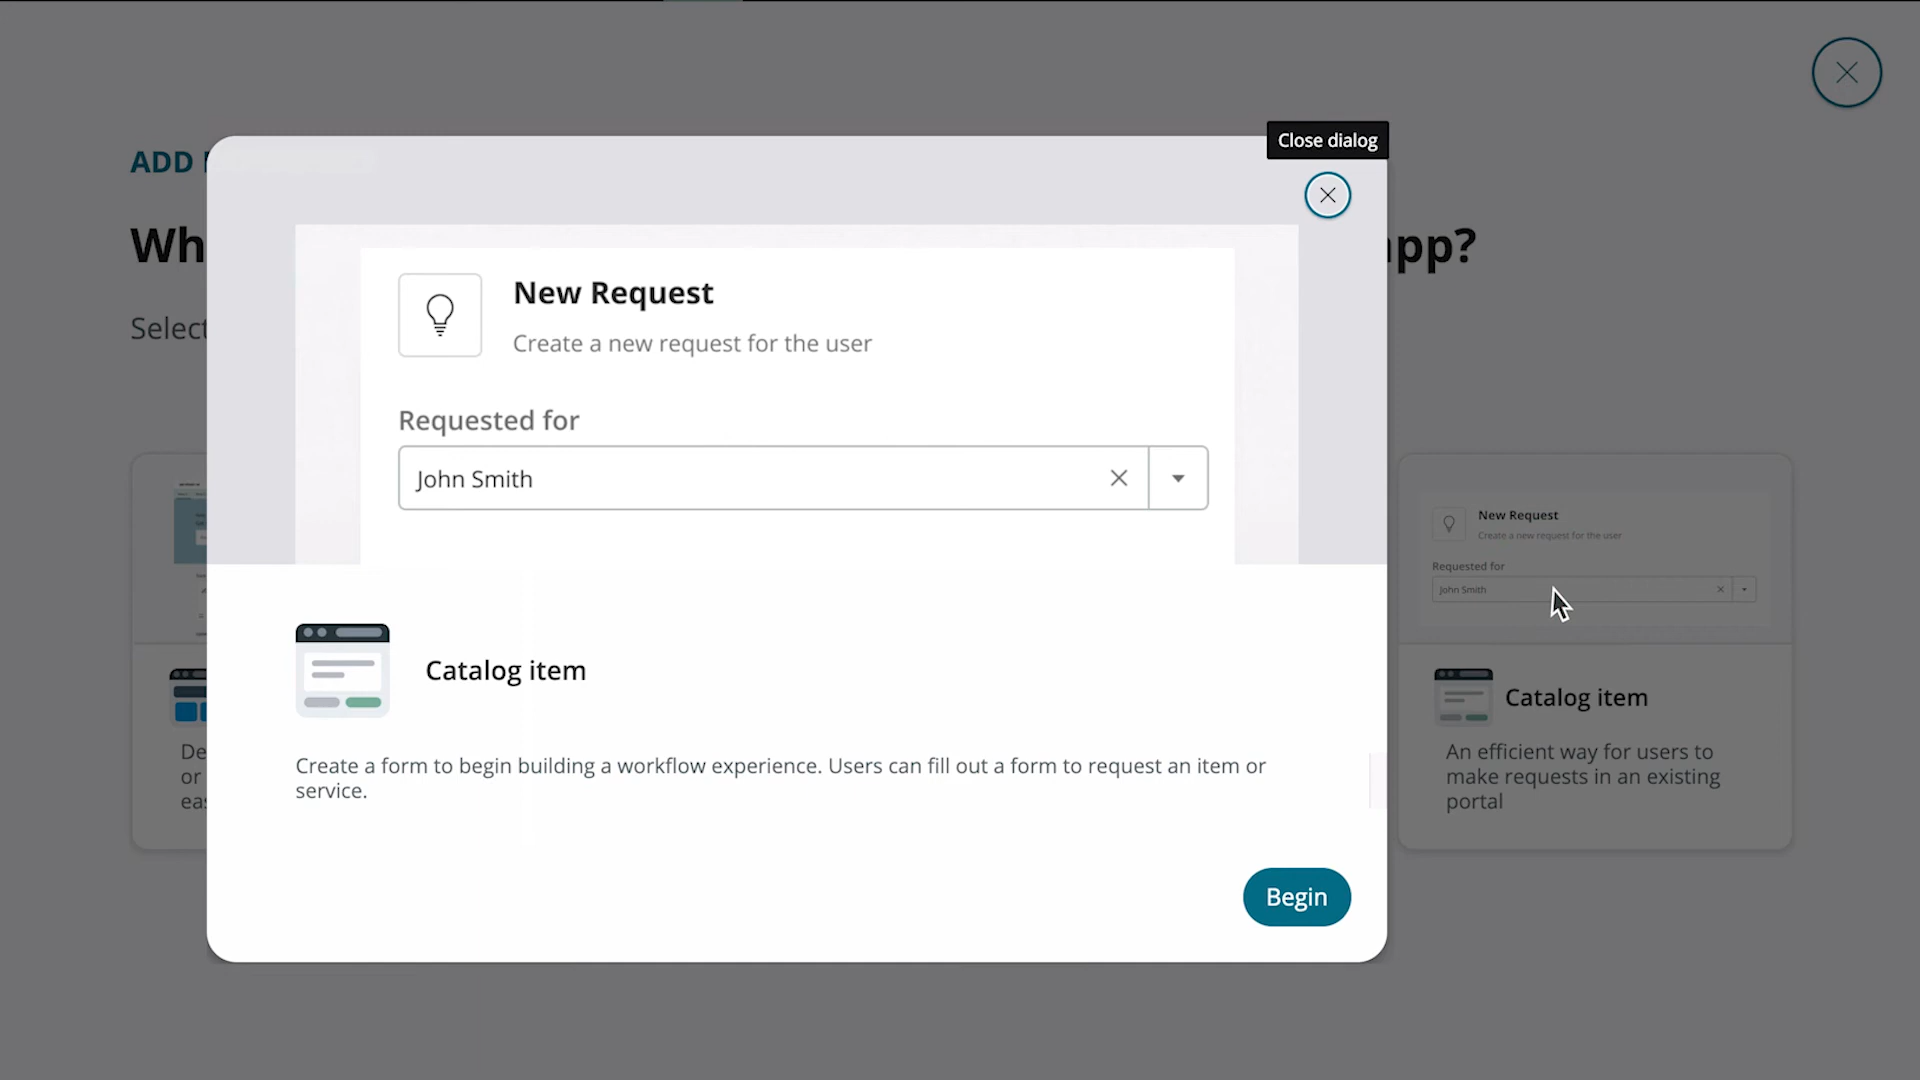 ADD
Close dialog
Wh
app?
New Request
Create a new request for the user
Select
Requested for
John Smith
New Request
Create a new request for the user
Requested for
John Smith
Catalog item
Create a form to begin building a workflow experience. Users can fill out a form to request an item or
service.
Begin
De
or
eas
Catalog item
An efficient way for users to
make requests in an existing
portal